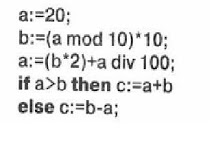 a:=20;
b:=(a mod 10)*10;
a:=(b*2)+a div 100;
if a>b then c:=a+b
else c:=b-a;